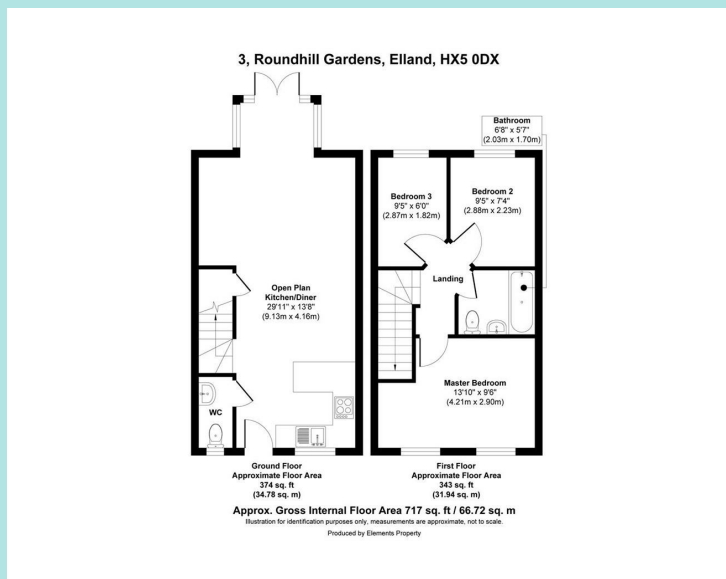 3, Roundhill Gardens, Elland, HX5 0DX
Bathroom
6'8" x 5'7"
(2.03m x 1.70m)
Bedroom 3
9'5" x 6'0"
(2.87m x 1.82m)
Bedroom 2
9'5" x 7'4"
(2.88m x 2.23m)
Landing
Open Plan
Kitchen/Diner
29'11" x 13'8"
(9.13m x 4.16m)
Master Bedroom
13'10" x 9'6"
(4.21m x 2.90m)
WC
Ground Floor
Approximate Floor Area
374 sq. ft
(34.78 sq. m)
First Floor
Approximate Floor Area
343 sq. ft
(31.94 sq. m)
Approx. Gross Internal Floor Area 717 sq. ft / 66.72 sq. m
Illustration for identification purposes only, measurements are approximate, not to scale.
Produced by Elements Property